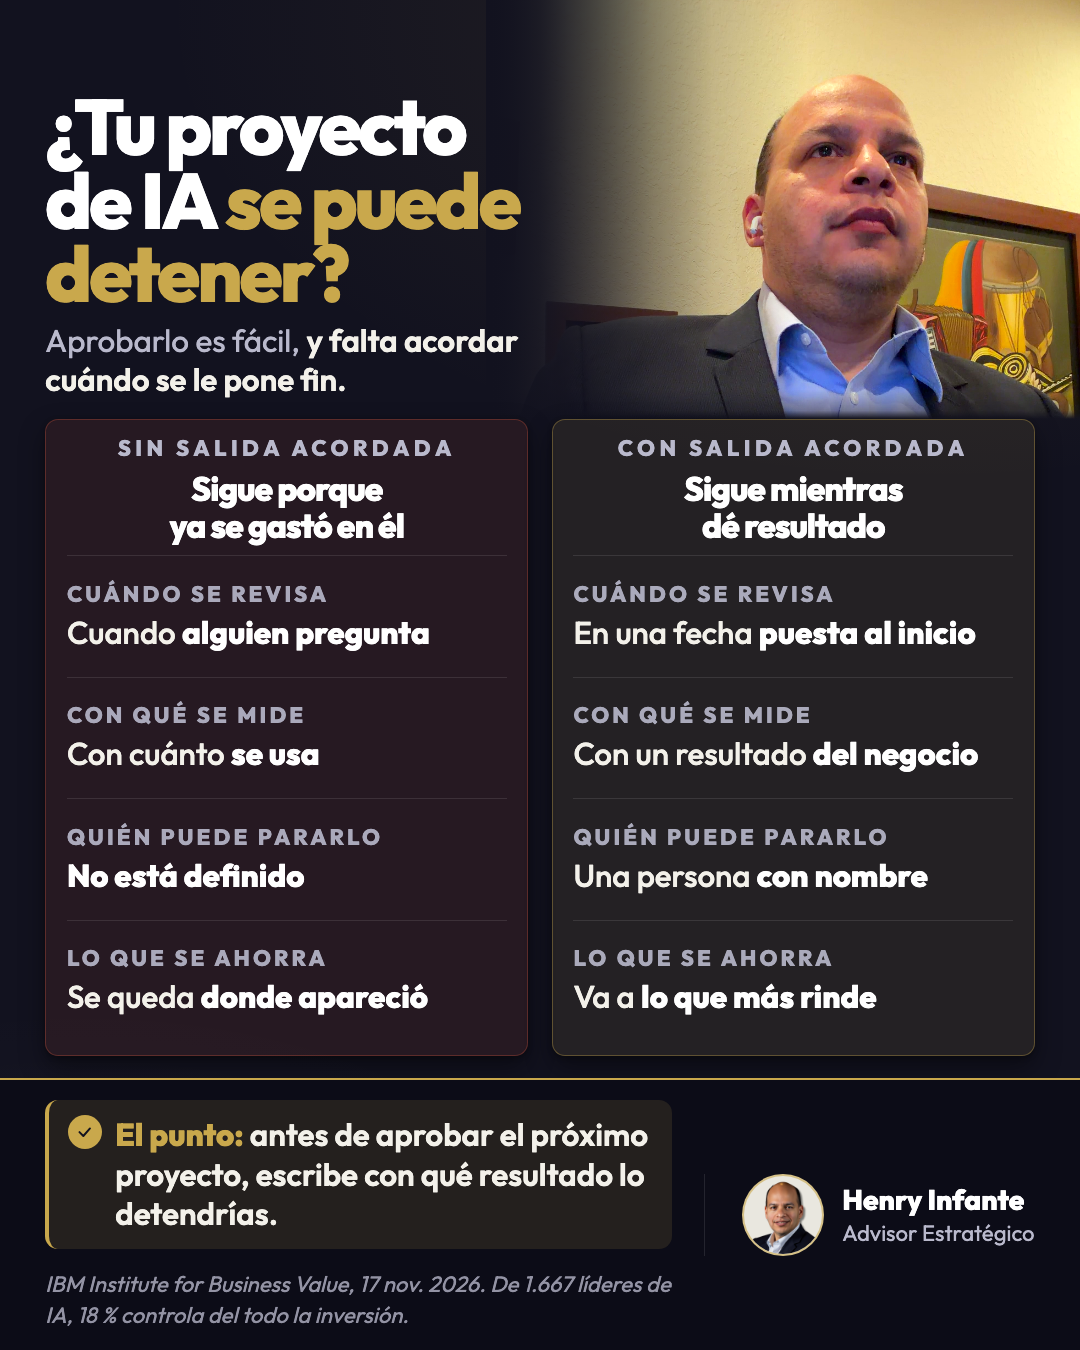 ¿Tu proyecto
de IA se puede
detener?
Aprobarlo es fácil, y falta acordar
cuándo se le pone fin.
SIN SALIDA ACORDADA
Sigue porque
ya se gastó en él
CUÁNDO SE REVISA
Cuando alguien pregunta
CON QUÉ SE MIDE
Con cuánto se usa
QUIÉN PUEDE PARARLO
No está definido
LO QUE SE AHORRA
Se queda donde apareció
CON SALIDA ACORDADA
Sigue mientras
dé resultado
CUÁNDO SE REVISA
En una fecha puesta al inicio
CON QUÉ SE MIDE
Con un resultado del negocio
QUIÉN PUEDE PARARLO
Una persona con nombre
LO QUE SE AHORRA
Va a lo que más rinde
El punto: antes de aprobar el próximo
proyecto, escribe con qué resultado lo
detendrías.
Henry Infante
Advisor Estratégico
IBM Institute for Business Value, 17 nov. 2026. De 1.667 líderes de
IA, 18 % controla del todo la inversión.